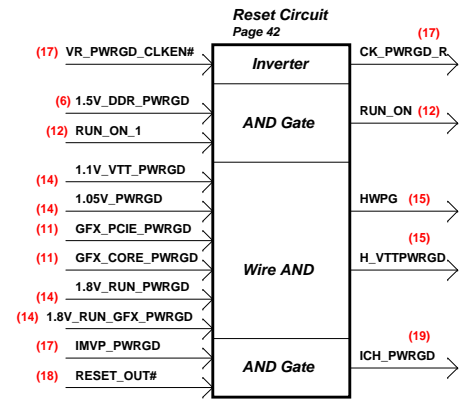 Reset Circuit
Page 42
(17)
(17) VR_PWRGD_CLKEN# Inverter CK_PWRGD_R
(6) 1.5V_DDR_PWRGD
AND Gate RUN_ON (12)
(12) RUN_ON_1
1.1V_VTT_PWRGD
(14)
1.05V_PWRGD HWPG (15)
(14)
(11) GFX_PCIE_PWRGD
(15)
(11) GFX_CORE_PWRGD Wire AND H_VTTPWRGD
1.8V_RUN_PWRGD
(14)
(14) 1.8V_RUN_GFX_PWRGD
(19)
(17) IMVP_PWRGD
AND Gate ICH_PWRGD
(18) RESET_OUT#